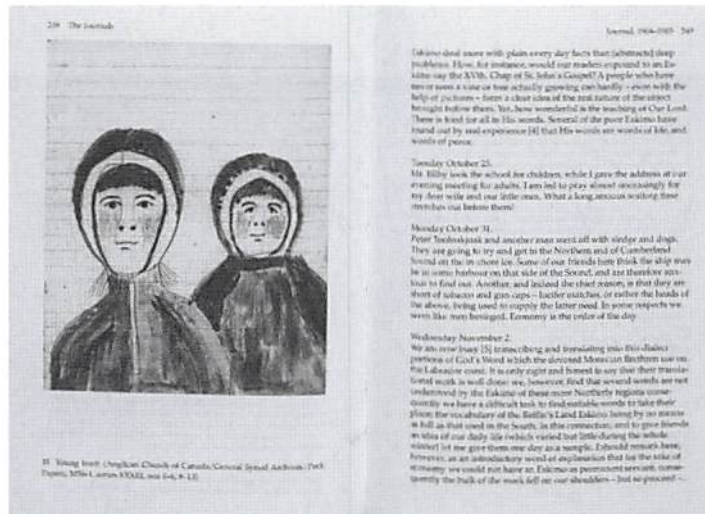 The Journals
Journal, 1904–1905
Eskimo deal more with plain every day facts than [abstracted] deep
problems. How, for instance, would our readers expound to an Es-
kimo say the XVth. Chap of St. John's Gospel? A people who have
never seen a vine or tree actually growing can hardly – even with the
help of pictures – form a clear idea of the real nature of the object
brought before them. Yet, how wonderful is the teaching of Our Lord.
There is food for all in His words. Several of the poor Eskimo have
found out by real experience [4] that His words are words of life, and
words of peace.
Tuesday October 25.
Mr. Bilby took the school for children, while I gave the address at our
evening meeting for adults. I am led to pray almost unceasingly for
my dear wife and our little ones. What a long anxious waiting time
stretches out before them!
Monday October 31.
Peter and another man went off with sledge and dogs.
They are going to try and get to the Northern end of Cumberland
Sound on the in shore ice. Some of our friends here think the ship may
be in some harbour on that side of the Sound, and are therefore anx-
ious to find out. Another, and indeed the chief reason, is that they are
short of tobacco and gun caps – lucifer matches, or rather the heads of
the above, being used to supply the latter need. In some respects we
seem like men besieged. Economy is the order of the day.
Wednesday November 2.
We are now busy [5] transcribing and translating into this dialect
portions of God's Word which the devoted Moravian Brethren use on
the Labrador coast. It is only right and honest to say that their transla-
tional work is well done: we, however, find that several words are not
understood by the Eskimo of these more Northerly regions conse-
quently we have a difficult task to find suitable words to take their
place; the vocabulary of the Baffin's Land Eskimo being by no means
as full as that used in the South. In this connection, and to give friends
an idea of our daily life (which varied but little during the whole
winter) let me give them one day as a sample. I should remark here,
however, as an introductory word of explanation that for the sake of
economy we could not have an Eskimo as permanent servant, conse-
quently the bulk of the work fell on our shoulders – but to proceed –
Young Inuit (Anglican Church of Canada/General Synod Archives, Peck
Papers,